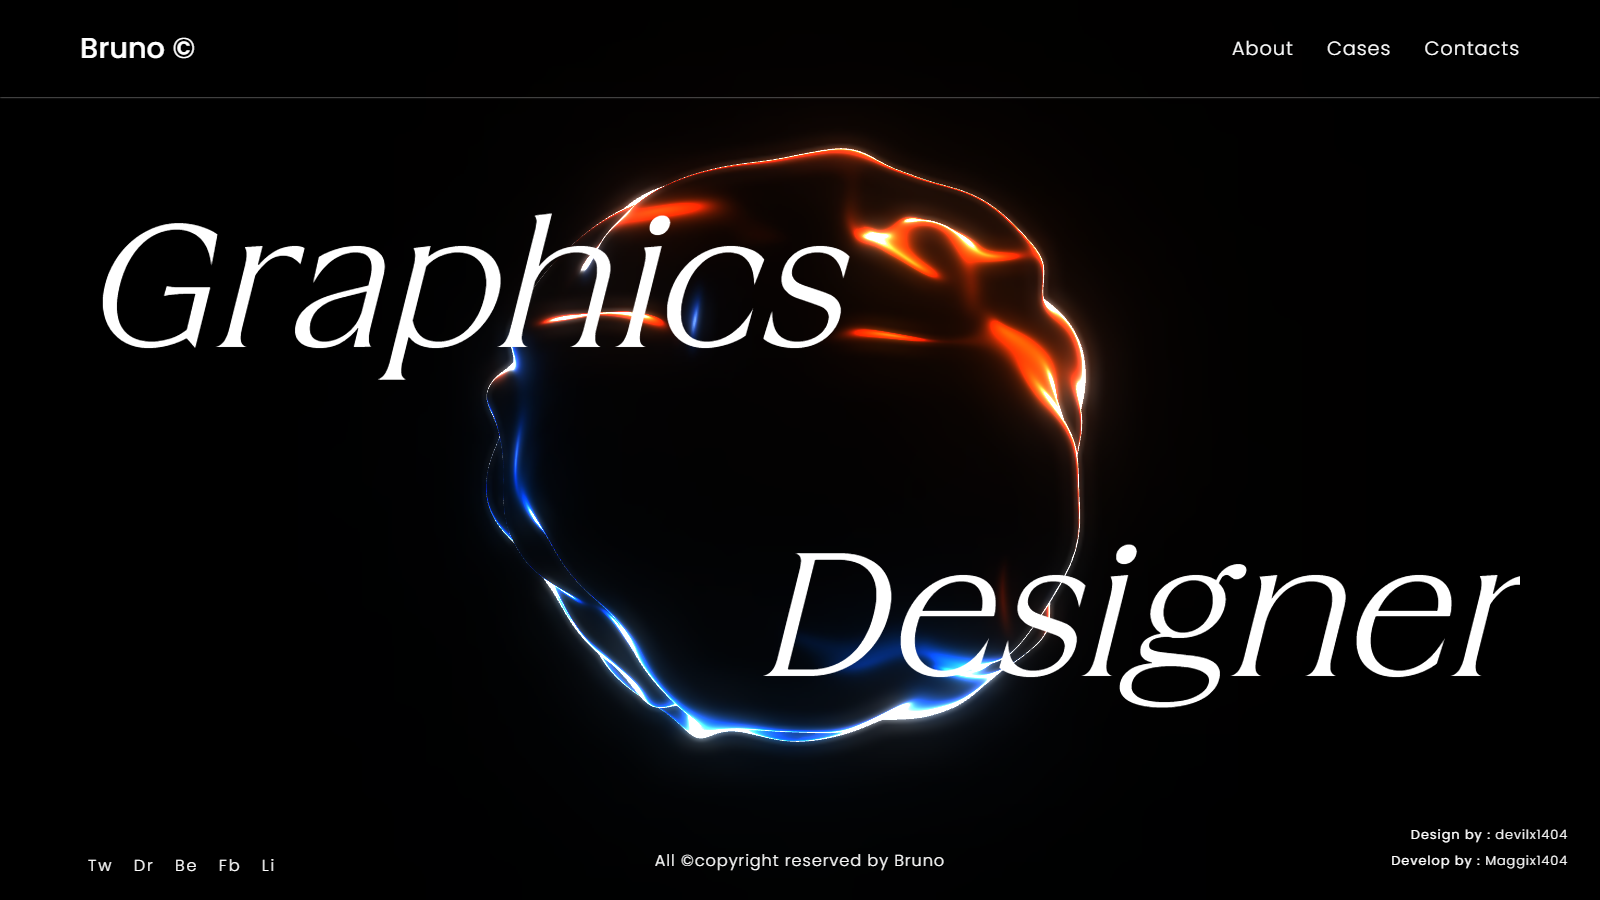 Bruno ©
About Cases Contacts
Graphics
Designer
Design by : devilx1404
Tw Dr Be Fb Li
All ©copyright reserved by Bruno
Develop by : Maggix1404